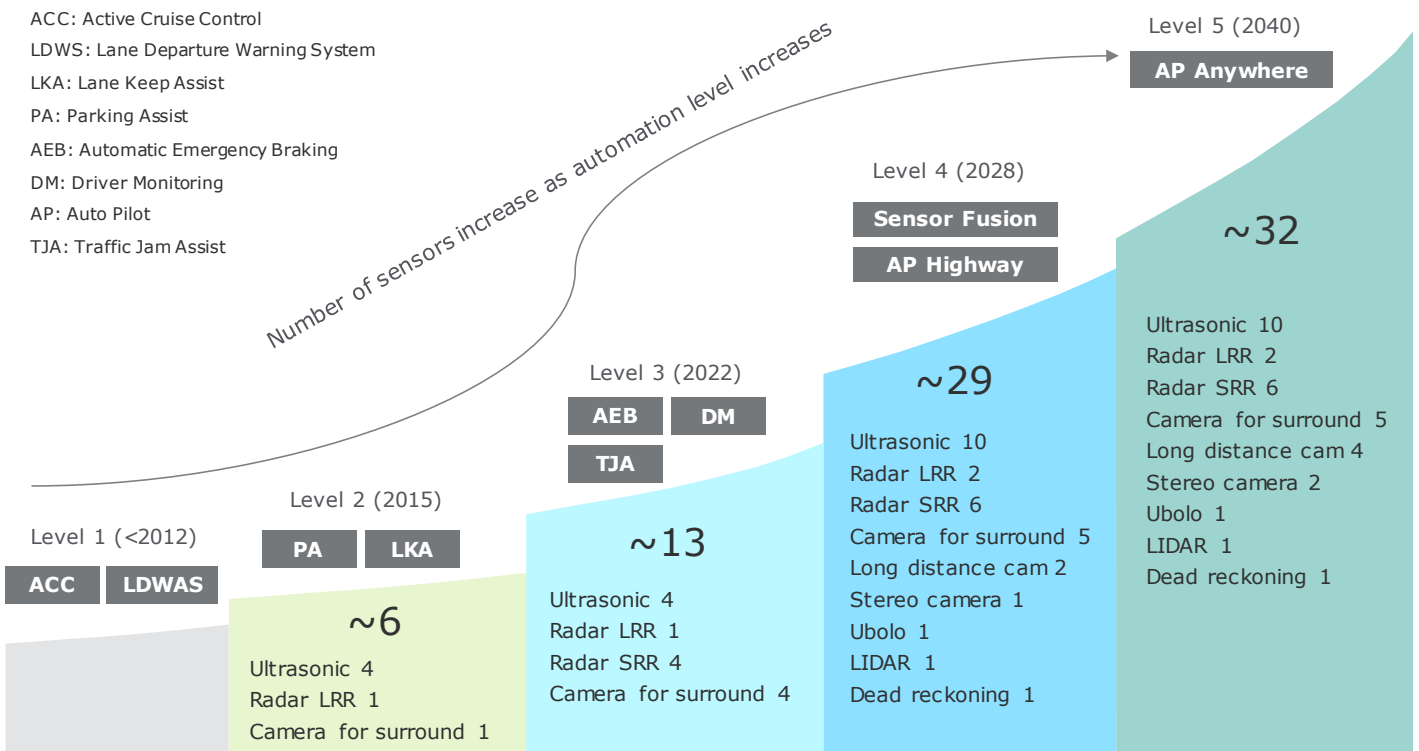 ACC: Active Cruise Control
LDWS: Lane Departure Warning System
LKA: Lane Keep Assist
PA: Parking Assist
AEB: Automatic Emergency Braking
DM: Driver Monitoring
AP: Auto Pilot
TJA: Traffic Jam Assist
Number of sensors increase as automation level increases
Level 1 (<2012)
ACC
LDWAS
Level 2 (2015)
PA
LKA
~6
Ultrasonic 4
Radar LRR 1
Camera for surround 1
Level 3 (2022)
AEB
DM
TJA
~13
Ultrasonic 4
Radar LRR 1
Radar SRR 4
Camera for surround 4
Level 4 (2028)
Sensor Fusion
AP Highway
~29
Ultrasonic 10
Radar LRR 2
Radar SRR 6
Camera for surround 5
Long distance cam 2
Stereo camera 1
Ubolo 1
LIDAR 1
Dead reckoning 1
Level 5 (2040)
AP Anywhere
~32
Ultrasonic 10
Radar LRR 2
Radar SRR 6
Camera for surround 5
Long distance cam 4
Stereo camera 2
Ubolo 1
LIDAR 1
Dead reckoning 1